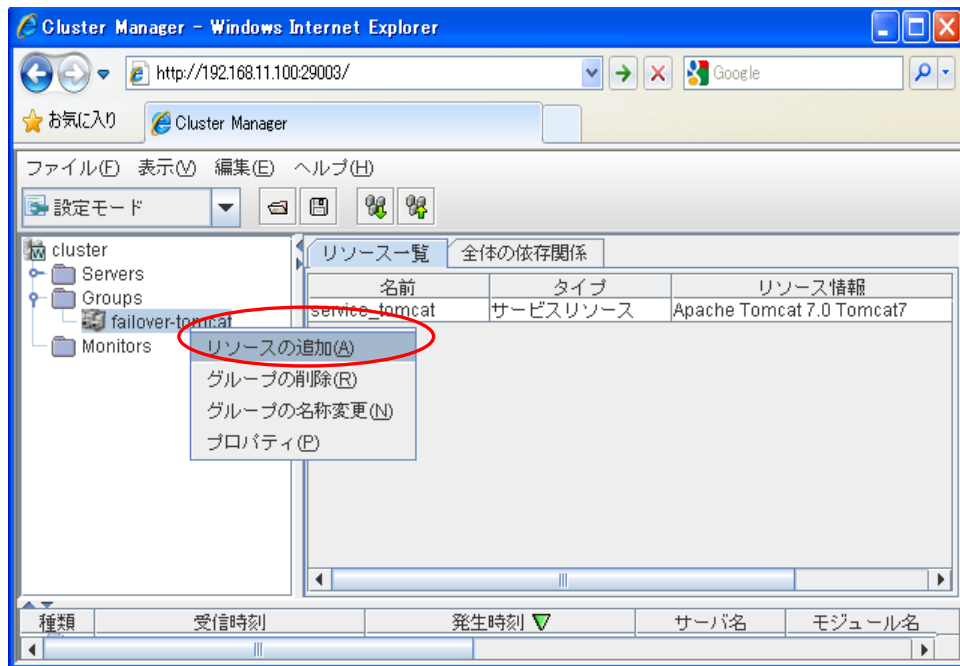 Cluster Manager - Windows Internet Explorer
http://192.168.11.100:29003/
Google
お気に入り
Cluster Manager
ファイル(F) 表示(V) 編集(E) ヘルプ(H)
設定モード
cluster
Servers
Groups
failover-tomcat
Monitors
リソースの追加(A)
グループの削除(R)
グループの名称変更(N)
プロパティ(P)
リソース一覧 全体の依存関係
名前 タイプ リソース情報
service_tomcat サービスリソース Apache Tomcat 7.0 Tomcat7
種類 受信時刻 発生時刻 サーバ名 モジュール名